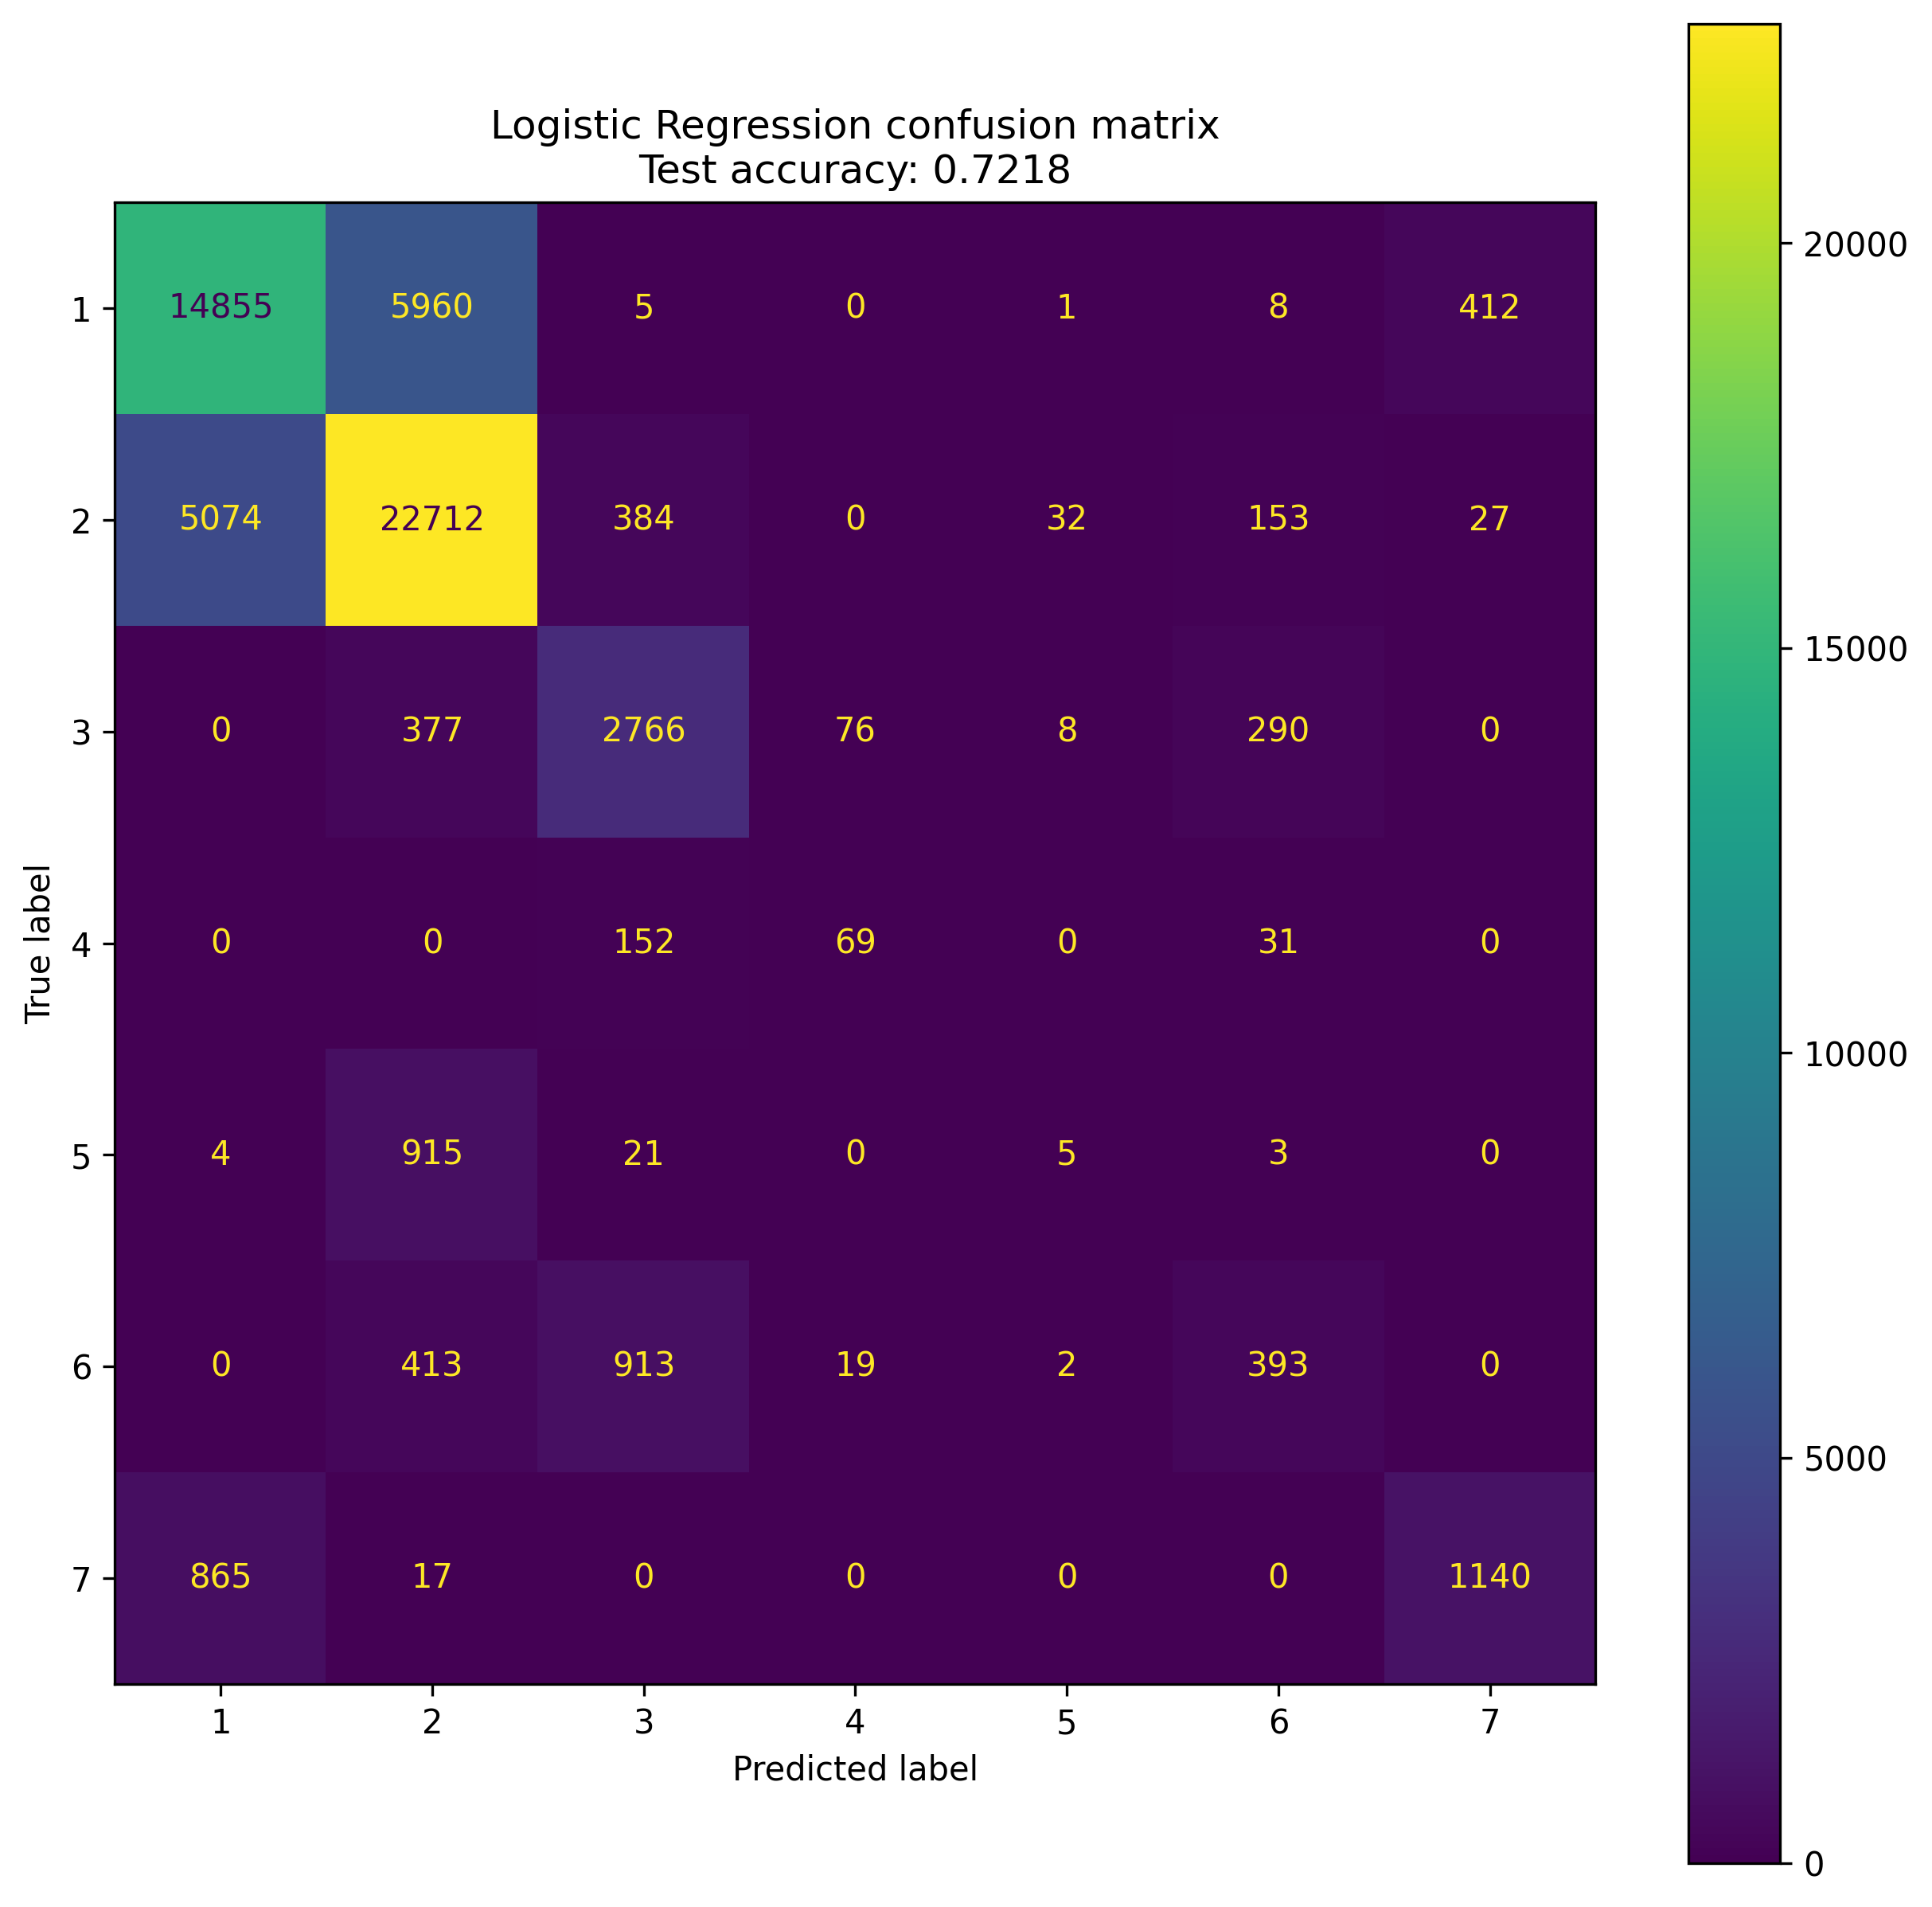 Logistic Regression confusion matrix
Test accuracy: 0.7218
1 14855 5960 5 0 1 8 412
2 5074 22712 384 0 32 153 27
3 0 377 2766 76 8 290 0
4 0 0 152 69 0 31 0
5 4 915 21 0 5 3 0
6 0 413 913 19 2 393 0
7 865 17 0 0 0 0 1140
1 2 3 4 5 6 7
Predicted label
True label
20000
15000
10000
5000
0